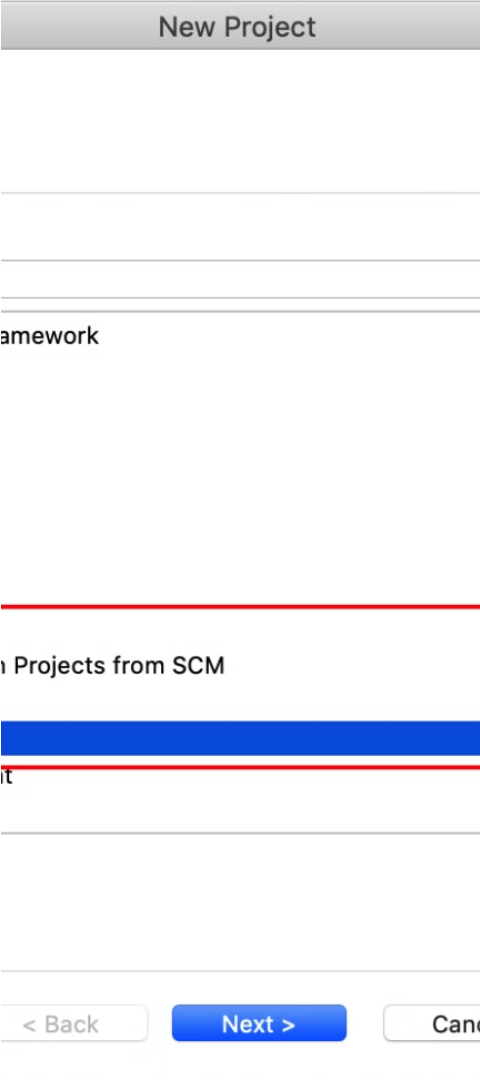 New Project
amework
n Projects from SCM
nt
< Back
Next >
Canc